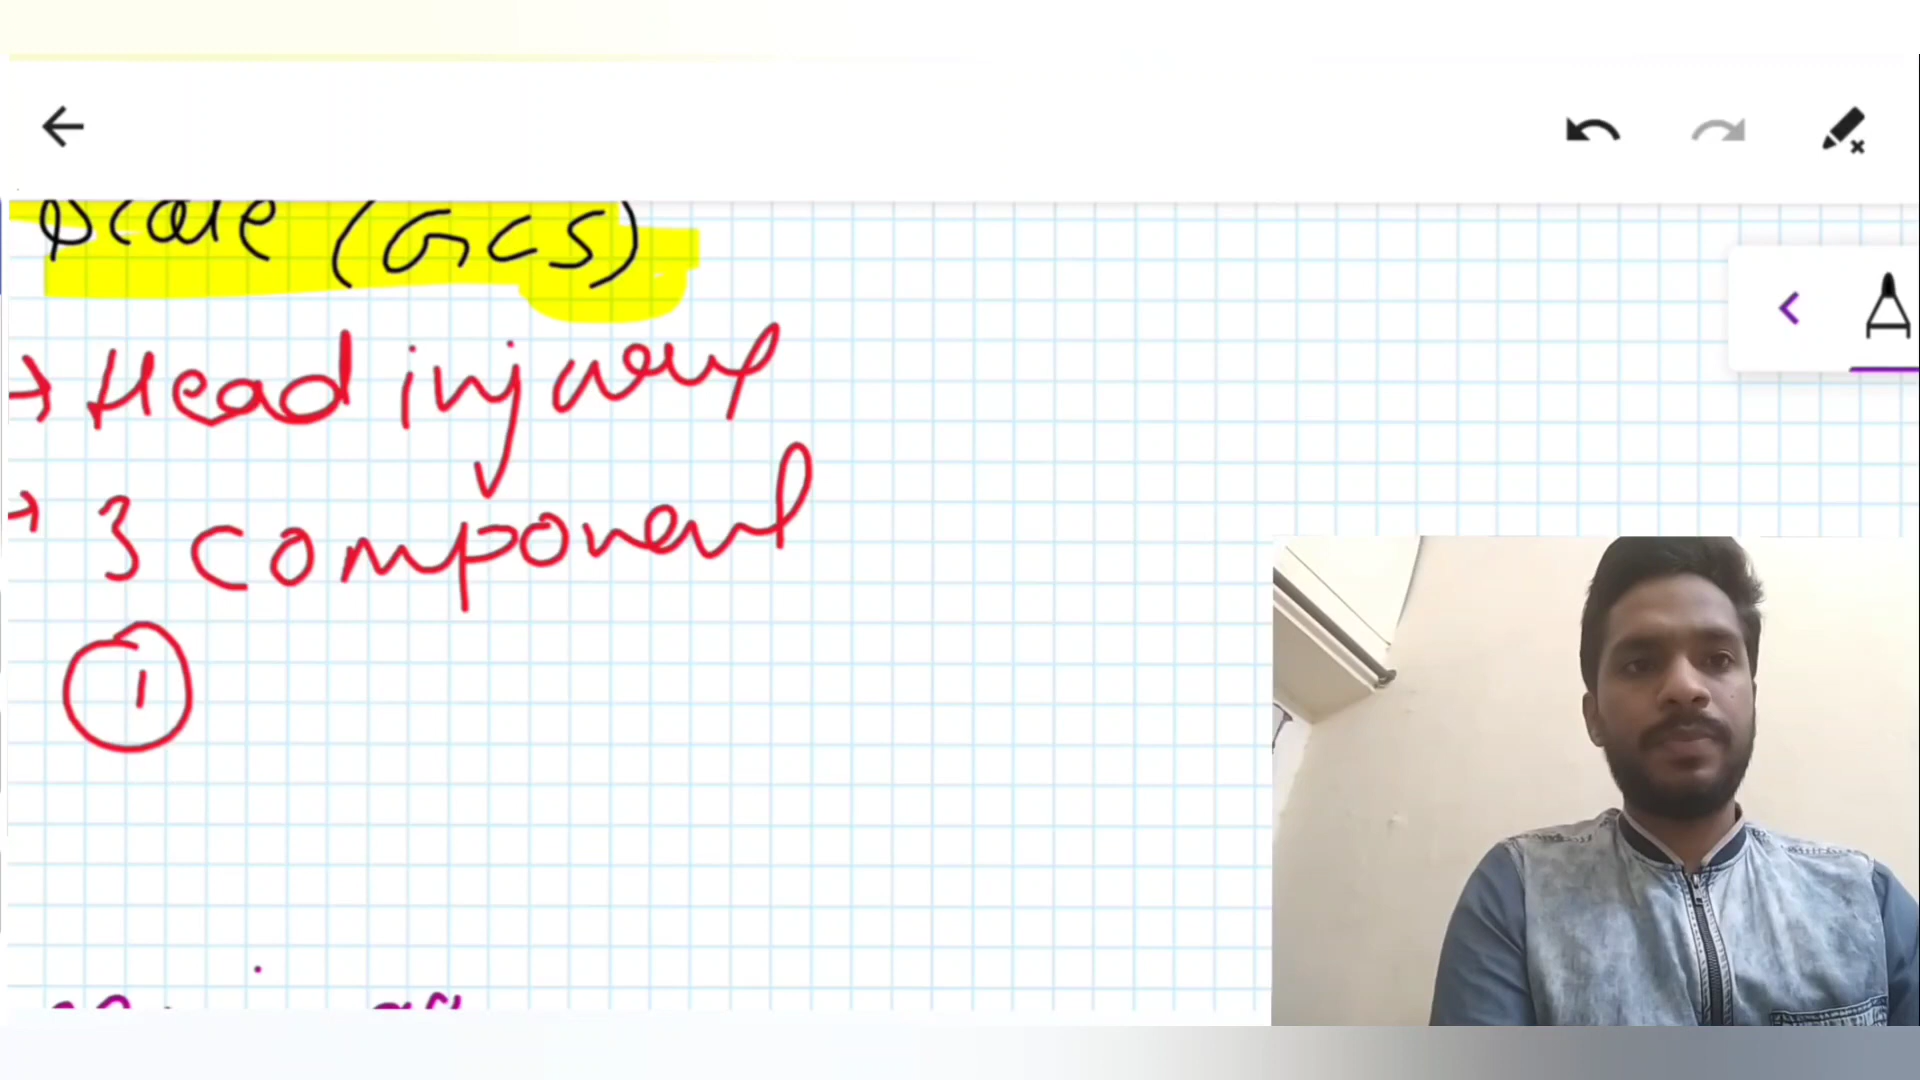 Scale (GCS)
→ Head injury
→ 3 component
1